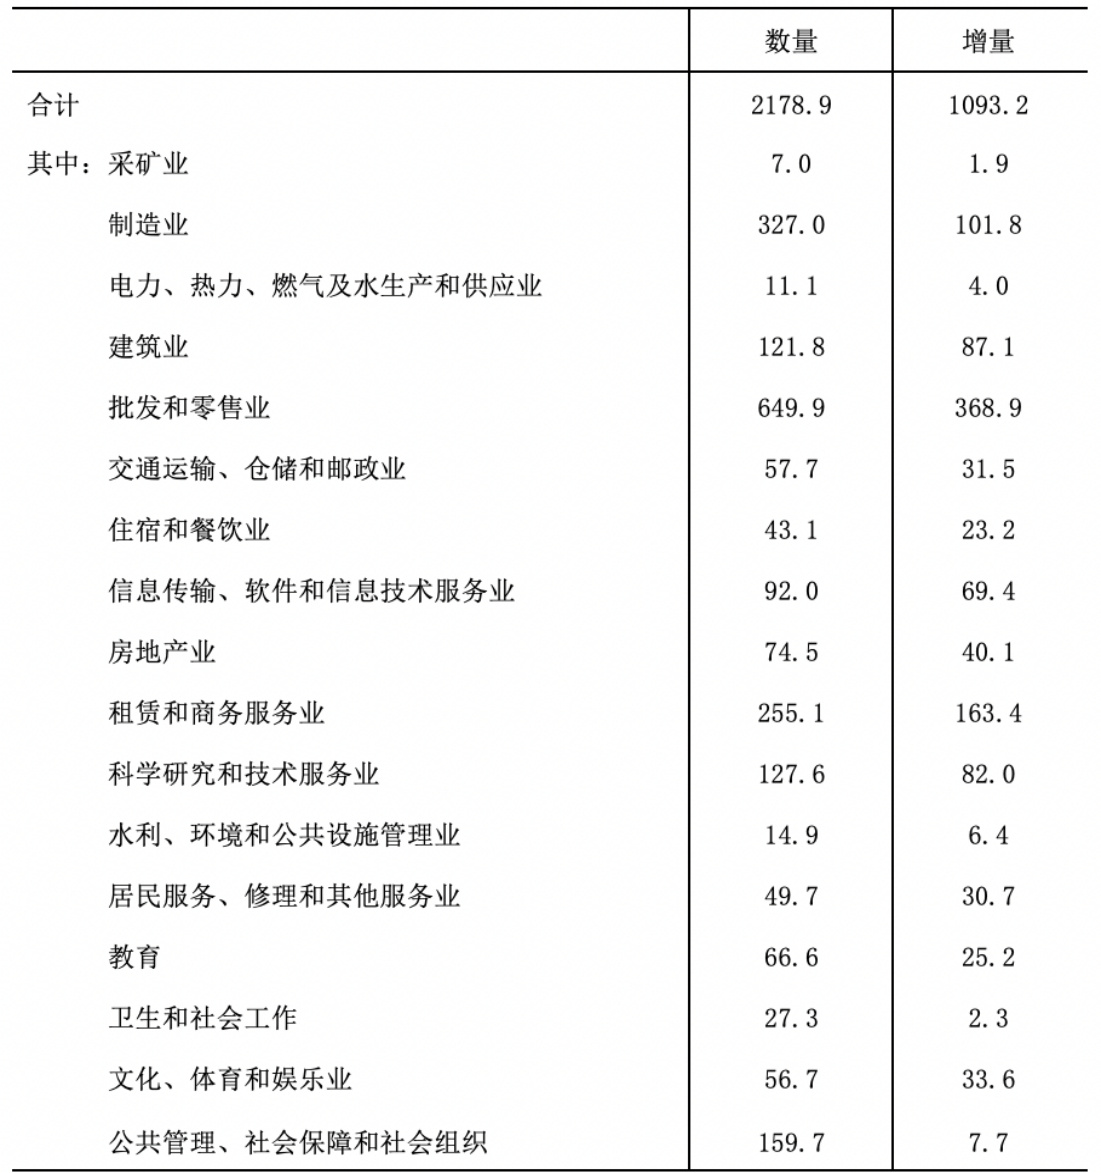 数量 增量
合计 2178.9 1093.2
其中：采矿业 7.0 1.9
制造业 327.0 101.8
电力、热力、燃气及水生产和供应业 11.1 4.0
建筑业 121.8 87.1
批发和零售业 649.9 368.9
交通运输、仓储和邮政业 57.7 31.5
住宿和餐饮业 43.1 23.2
信息传输、软件和信息技术服务业 92.0 69.4
房地产业 74.5 40.1
租赁和商务服务业 255.1 163.4
科学研究和技术服务业 127.6 82.0
水利、环境和公共设施管理业 14.9 6.4
居民服务、修理和其他服务业 49.7 30.7
教育 66.6 25.2
卫生和社会工作 27.3 2.3
文化、体育和娱乐业 56.7 33.6
公共管理、社会保障和社会组织 159.7 7.7